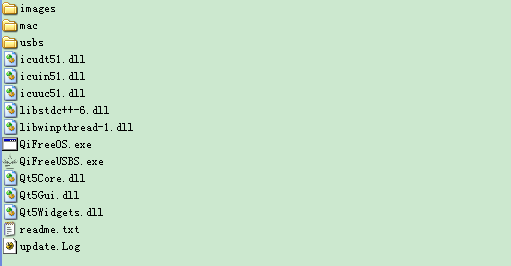 images
mac
usbs
icudt51.dll
icuin51.dll
icuuc51.dll
libstdc++-6.dll
libwinpthread-1.dll
QiFreeOS.exe
QiFreeUSBS.exe
Qt5Core.dll
Qt5Gui.dll
Qt5Widgets.dll
readme.txt
update.Log